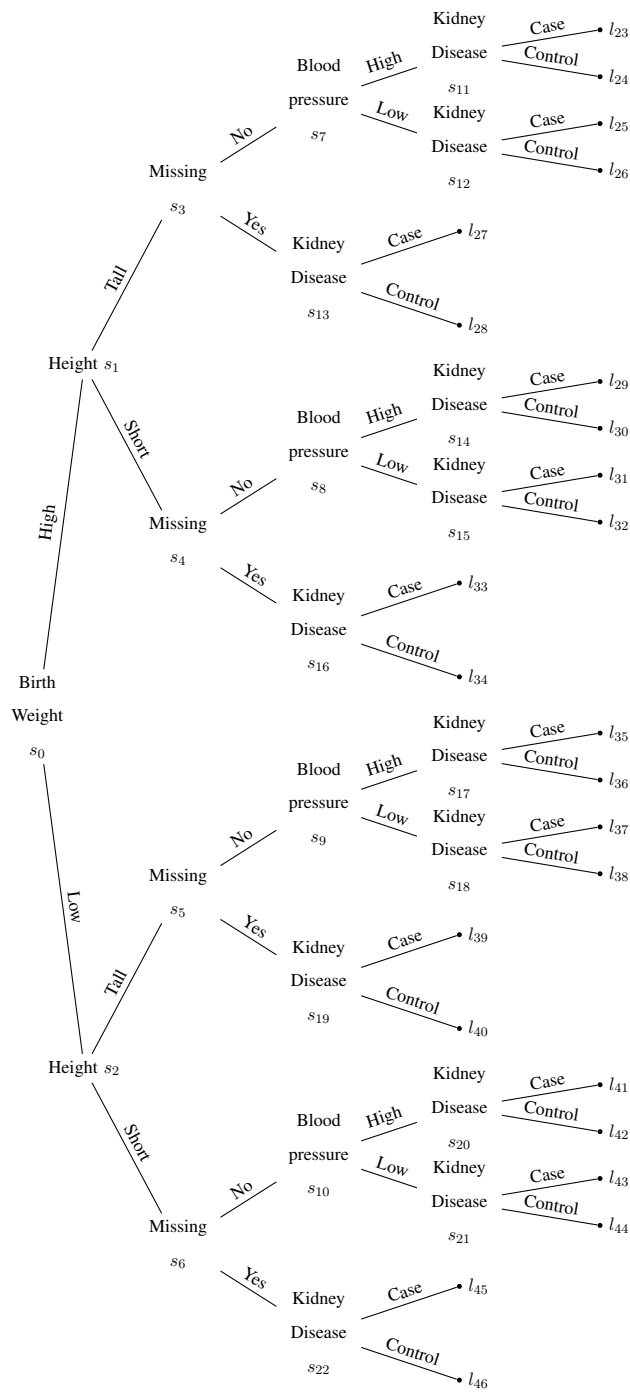 Kidney
Disease
s11
Case
l23
Control
l24
Blood
pressure
s7
High
Low
Kidney
Disease
s12
Case
l25
Control
l26
No
Missing
s3
Yes
Kidney
Disease
s13
Case
l27
Control
l28
Tall
Height s1
Short
Kidney
Disease
s14
Case
l29
Control
l30
Blood
pressure
s8
High
Low
Kidney
Disease
s15
Case
l31
Control
l32
No
Missing
s4
Yes
Kidney
Disease
s16
Case
l33
Control
l34
High
Birth
Weight
s0
Low
Kidney
Disease
s17
Case
l35
Control
l36
Blood
pressure
s9
High
Low
Kidney
Disease
s18
Case
l37
Control
l38
No
Missing
s5
Yes
Kidney
Disease
s19
Case
l39
Control
l40
Tall
Height s2
Short
Kidney
Disease
s20
Case
l41
Control
l42
Blood
pressure
s10
High
Low
Kidney
Disease
s21
Case
l43
Control
l44
No
Missing
s6
Yes
Kidney
Disease
s22
Case
l45
Control
l46